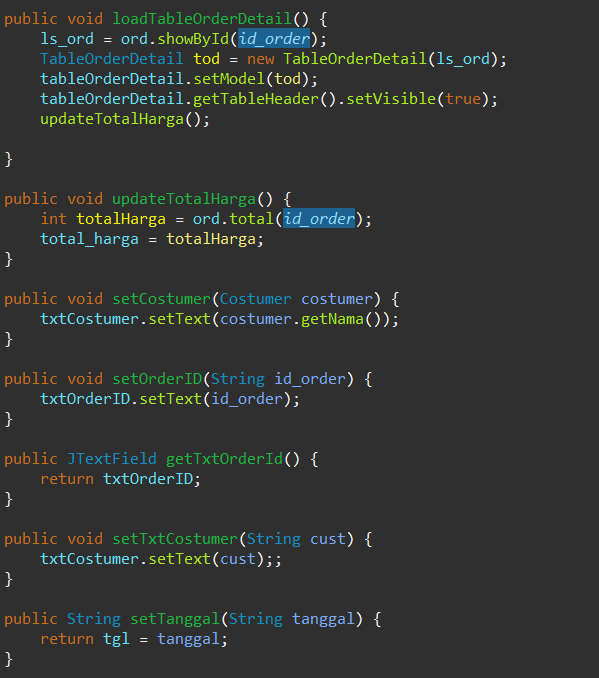 public void loadTableOrderDetail() {
    ls_ord = ord.showById(id_order);
    TableOrderDetail tod = new TableOrderDetail(ls_ord);
    tableOrderDetail.setModel(tod);
    tableOrderDetail.getTableHeader().setVisible(true);
    updateTotalHarga();

}

public void updateTotalHarga() {
    int totalHarga = ord.total(id_order);
    total_harga = totalHarga;
}

public void setCostumer(Costumer costumer) {
    txtCostumer.setText(costumer.getNama());
}

public void setOrderID(String id_order) {
    txtOrderID.setText(id_order);
}

public JTextField getTxtOrderId() {
    return txtOrderID;
}

public void setTxtCostumer(String cust) {
    txtCostumer.setText(cust);;
}

public String setTanggal(String tanggal) {
    return tgl = tanggal;
}